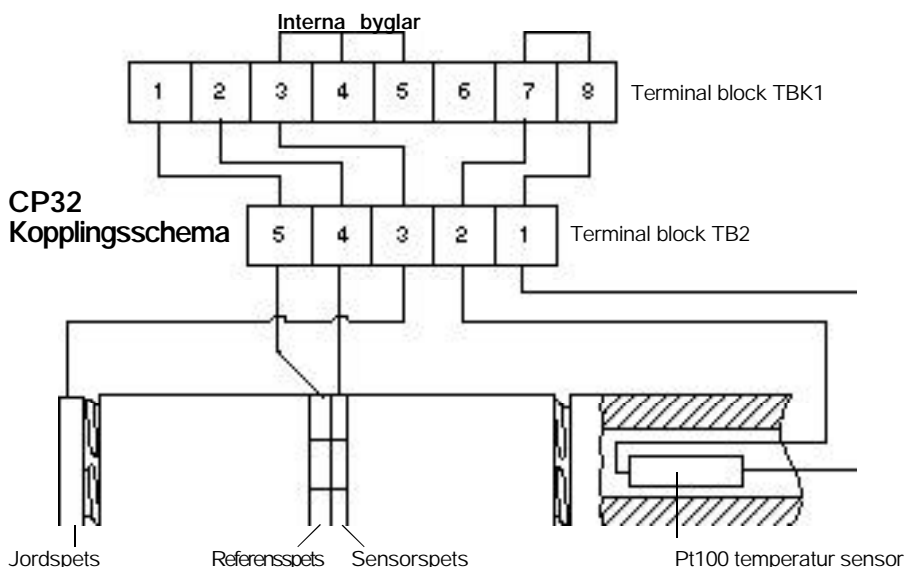 Interna byglar
1 2 3 4 5 6 7 8
Terminal block TBK1
CP32
Kopplingsschema
5 4 3 2 1
Terminal block TB2
Jordspets
Referensspets
Sensorspets
Pt100 temperatur sensor